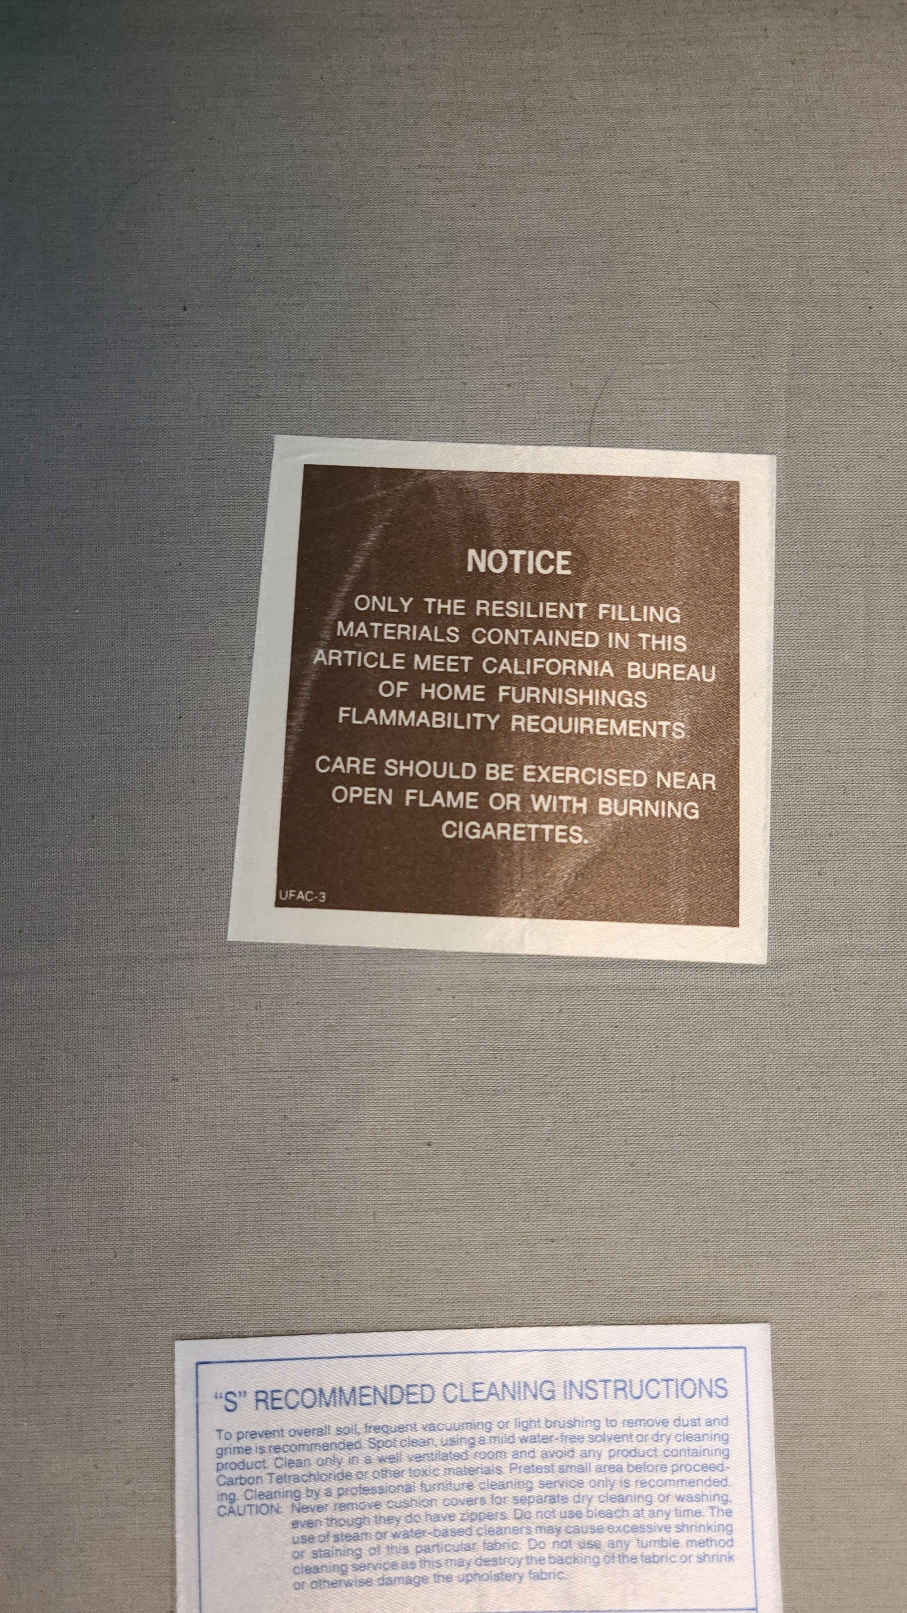 NOTICE
ONLY THE RESILIENT FILLING
MATERIALS CONTAINED IN THIS
ARTICLE MEET CALIFORNIA BUREAU
OF HOME FURNISHINGS
FLAMMABILITY REQUIREMENTS.
CARE SHOULD BE EXERCISED NEAR
OPEN FLAME OR WITH BURNING
CIGARETTES.
UFAC-3
"S" RECOMMENDED CLEANING INSTRUCTIONS
To prevent overall soil, frequent vacuuming or light brushing to remove dust and
grime is recommended. Spot clean, using a mild water-free solvent or dry cleaning
product. Clean only in a well ventilated room and avoid any product containing
Carbon Tetrachloride or other toxic materials. Pretest small area before proceed-
ing. Cleaning by a professional furniture cleaning service only is recommended.
CAUTION: Never remove cushion covers for separate dry cleaning or washing,
even though they do have zippers. Do not use bleach at any time. The
use of steam or water-based cleaners may cause excessive shrinking
or staining of this particular fabric. Do not use any tumble method
cleaning service as this may destroy the backing of the fabric or shrink
or otherwise damage the upholstery fabric.